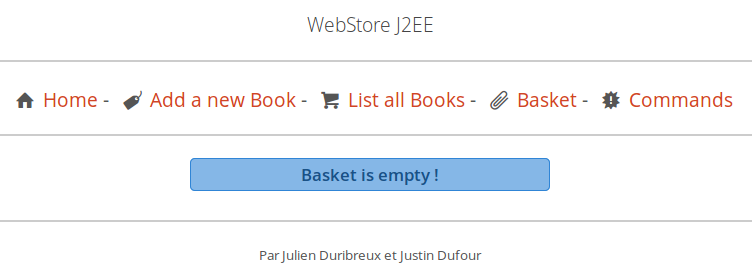 WebStore J2EE
Home - Add a new Book - List all Books - Basket - Commands
Basket is empty !
Par Julien Duribreux et Justin Dufour